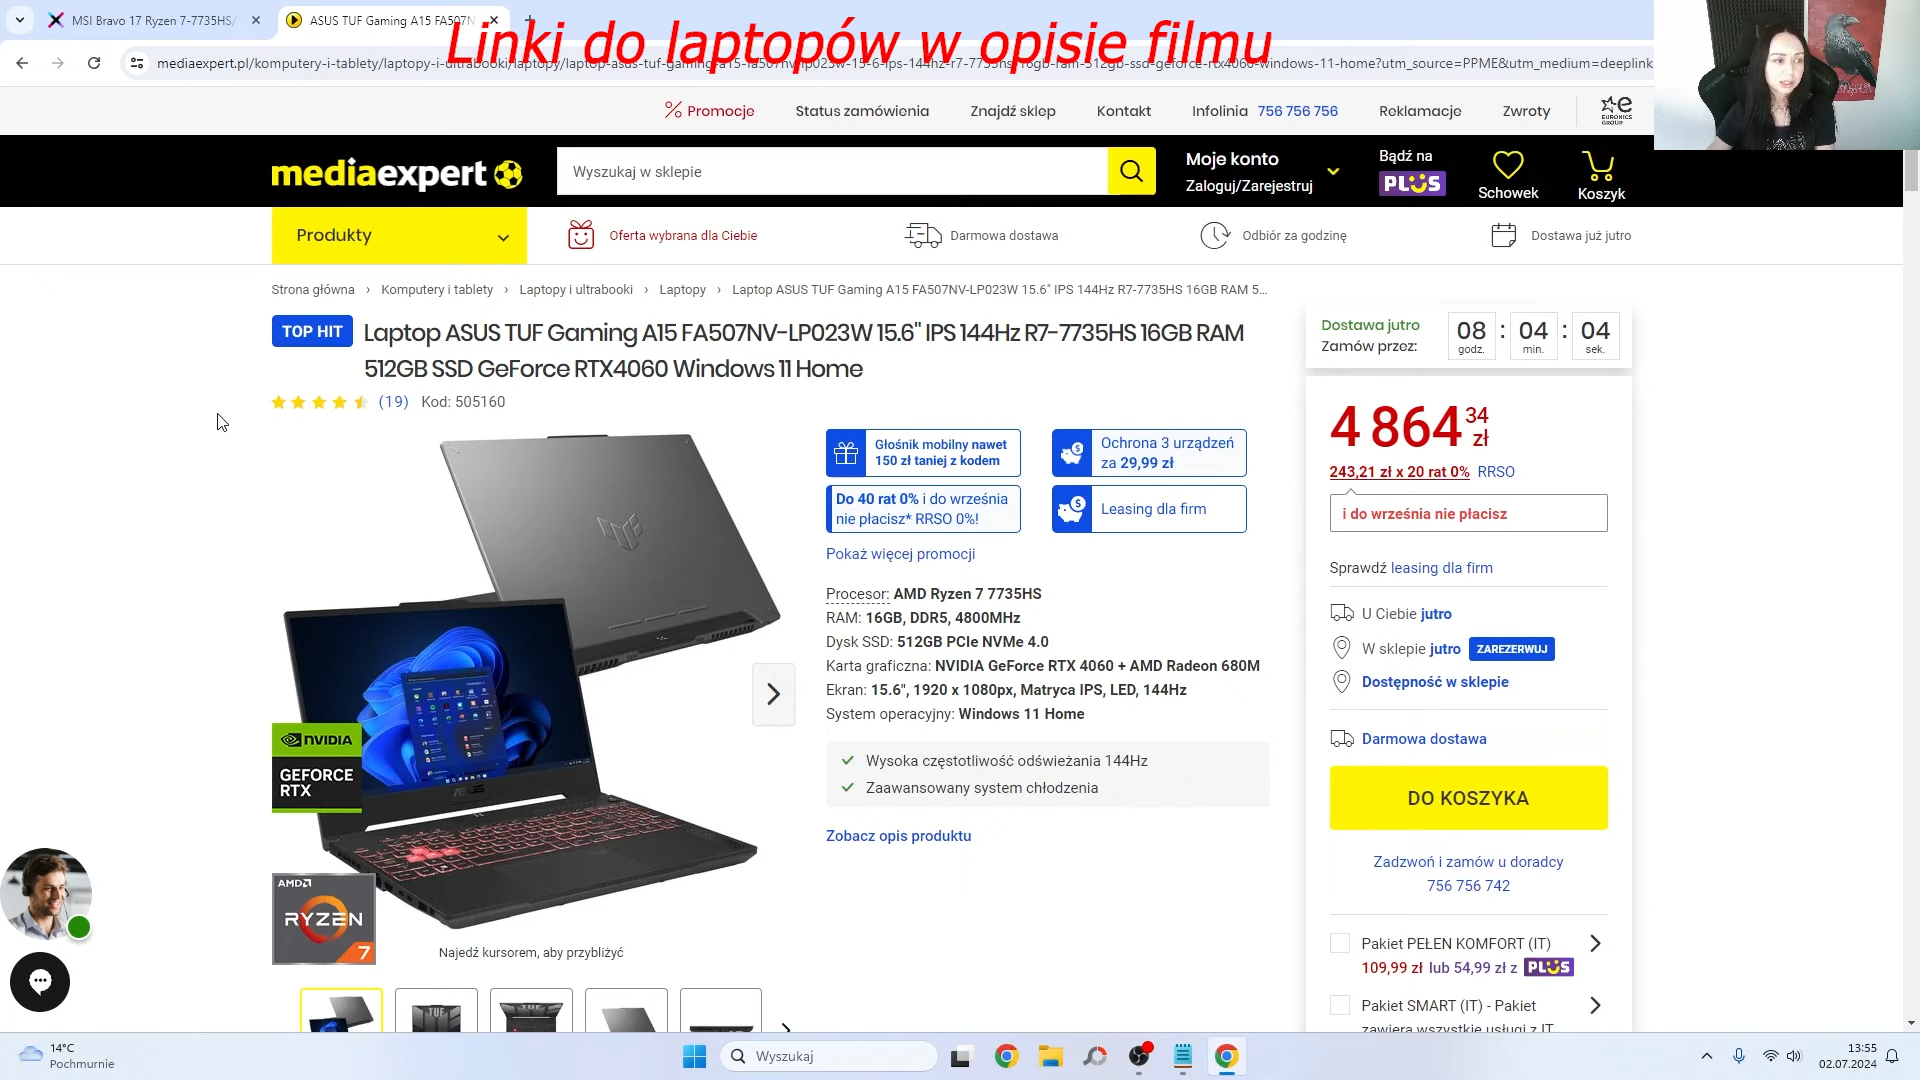 MSI Bravo 17 Ryzen 7-7735HS/
ASUS TUF Gaming A15 FA507N
Linki do laptopów w opisie filmu
Promocje
Status zamówienia
Znajdź sklep
Kontakt
Infolinia 756 756 756
Reklamacje
Zwroty
EURONICS
GROUP
mediaexpert
Wyszukaj w sklepie
Moje konto
Zaloguj/Zarejestruj
Bądź na
PLUS
Schowek
Koszyk
Produkty
Oferta wybrana dla Ciebie
Darmowa dostawa
Odbiór za godzinę
Dostawa już jutro
Strona główna › Komputery i tablety › Laptopy i ultrabooki › Laptopy › Laptop ASUS TUF Gaming A15 FA507NV-LP023W 15.6" IPS 144Hz R7-7735HS 16GB RAM 5...
TOP HIT
Laptop ASUS TUF Gaming A15 FA507NV-LP023W 15.6" IPS 144Hz R7-7735HS 16GB RAM
512GB SSD GeForce RTX4060 Windows 11 Home
(19) Kod: 505160
Dostawa jutro
Zamów przez:
08 : 04 : 04
godz. min. sek.
4 864 34 zł
243,21 zł x 20 rat 0% RRSO
i do września nie płacisz
Sprawdź leasing dla firm
U Ciebie jutro
W sklepie jutro ZAREZERWUJ
Dostępność w sklepie
Darmowa dostawa
DO KOSZYKA
Zadzwoń i zamów u doradcy
756 756 742
Pakiet PEŁEN KOMFORT (IT)
109,99 zł lub 54,99 zł z PLUS
Pakiet SMART (IT) - Pakiet
zawiera wszystkie usługi z IT
Głośnik mobilny nawet
150 zł taniej z kodem
Ochrona 3 urządzeń
za 29,99 zł
Do 40 rat 0% i do września
nie płacisz* RRSO 0%!
Leasing dla firm
Pokaż więcej promocji
Procesor: AMD Ryzen 7 7735HS
RAM: 16GB, DDR5, 4800MHz
Dysk SSD: 512GB PCIe NVMe 4.0
Karta graficzna: NVIDIA GeForce RTX 4060 + AMD Radeon 680M
Ekran: 15.6", 1920 x 1080px, Matryca IPS, LED, 144Hz
System operacyjny: Windows 11 Home
Wysoka częstotliwość odświeżania 144Hz
Zaawansowany system chłodzenia
Zobacz opis produktu
NVIDIA
GEFORCE
RTX
ASUS
AMD
RYZEN
7
Najedź kursorem, aby przybliżyć
TUF
TUF
14°C
Pochmurnie
Wyszukaj
13:55
02.07.2024